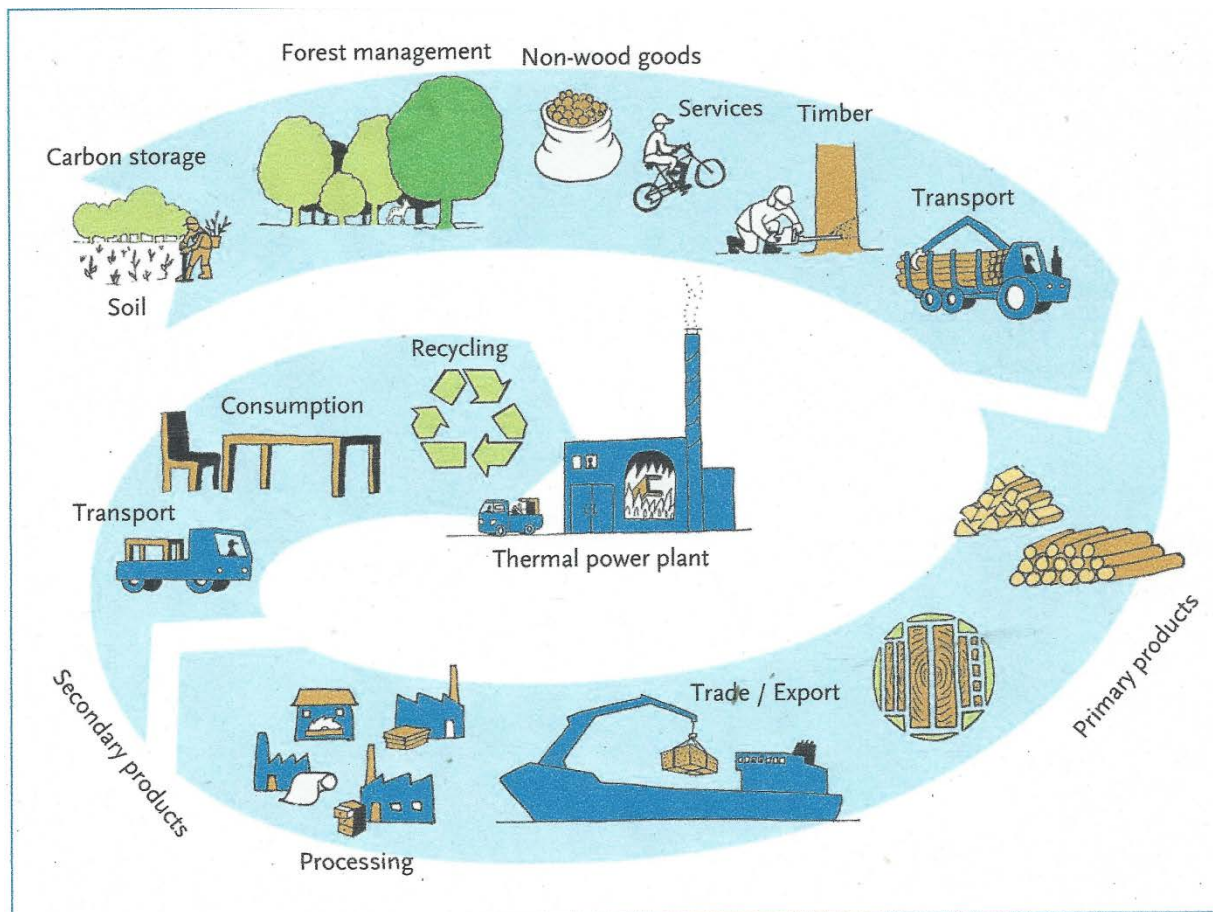 Forest management
Non-wood goods
Services
Timber
Carbon storage
Transport
Soil
Recycling
Consumption
Transport
Thermal power plant
Primary products
Trade / Export
Secondary products
Processing